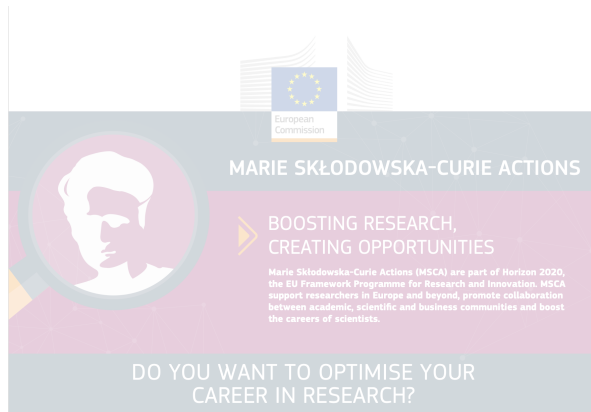 European
Commission
MARIE SKŁODOWSKA-CURIE ACTIONS
BOOSTING RESEARCH,
CREATING OPPORTUNITIES
Marie Skłodowska-Curie Actions (MSCA) are part of Horizon 2020,
the EU Framework Programme for Research and Innovation. MSCA
support researchers in Europe and beyond, promote collaboration
between academic, scientific and business communities and boost
the careers of scientists.
DO YOU WANT TO OPTIMISE YOUR
CAREER IN RESEARCH?